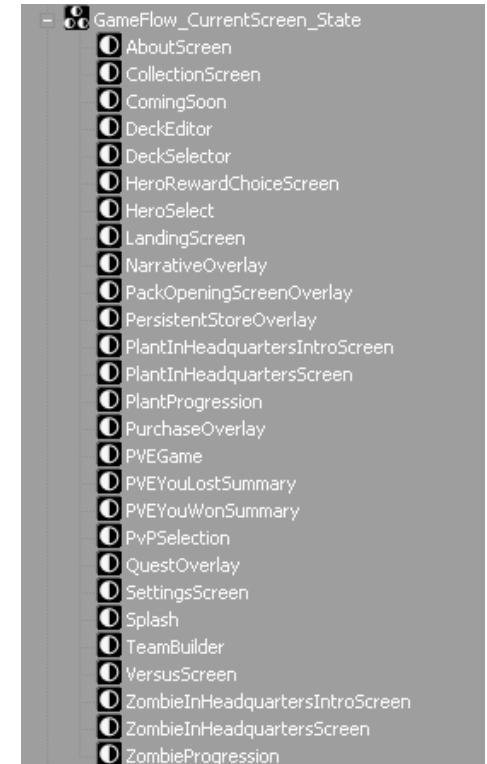 GameFlow_CurrentScreen_State
AboutScreen
CollectionScreen
ComingSoon
DeckEditor
DeckSelector
HeroRewardChoiceScreen
HeroSelect
LandingScreen
NarrativeOverlay
PackOpeningScreenOverlay
PersistentStoreOverlay
PlantInHeadquartersIntroScreen
PlantInHeadquartersScreen
PlantProgression
PurchaseOverlay
PVEGame
PVEYouLostSummary
PVEYouWonSummary
PvPSelection
QuestOverlay
SettingsScreen
Splash
TeamBuilder
VersusScreen
ZombieInHeadquartersIntroScreen
ZombieInHeadquartersScreen
ZombieProgression